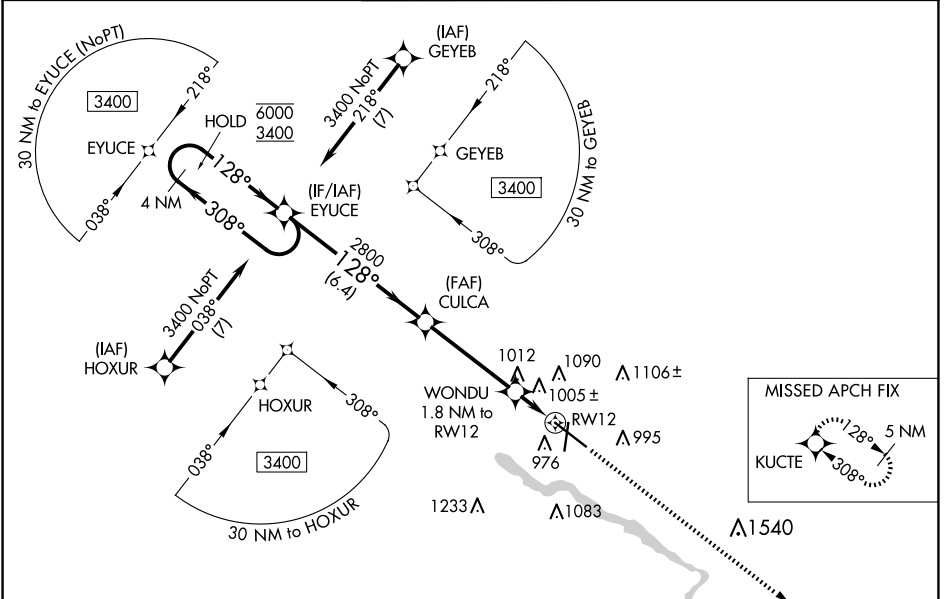 30 NM to EYUCE (NoPT)
3400
218°
EYUCE
038°
HOLD
6000
3400
128°
4 NM
308°
(IF/IAF)
EYUCE
(IAF)
GEYEB
3400 NoPT
218°
(7)
218°
GEYEB
3400
308°
30 NM to GEYEB
2800
128°
(6.4)
(FAF)
CULCA
3400 NoPT
038°
(7)
(IAF)
HOXUR
HOXUR
308°
038°
3400
30 NM to HOXUR
WONDU
1.8 NM to
RW12
1012
1090
1106±
1005±
RW12
995
976
1233
1083
1540
MISSED APCH FIX
128°
5 NM
KUCTE
308°